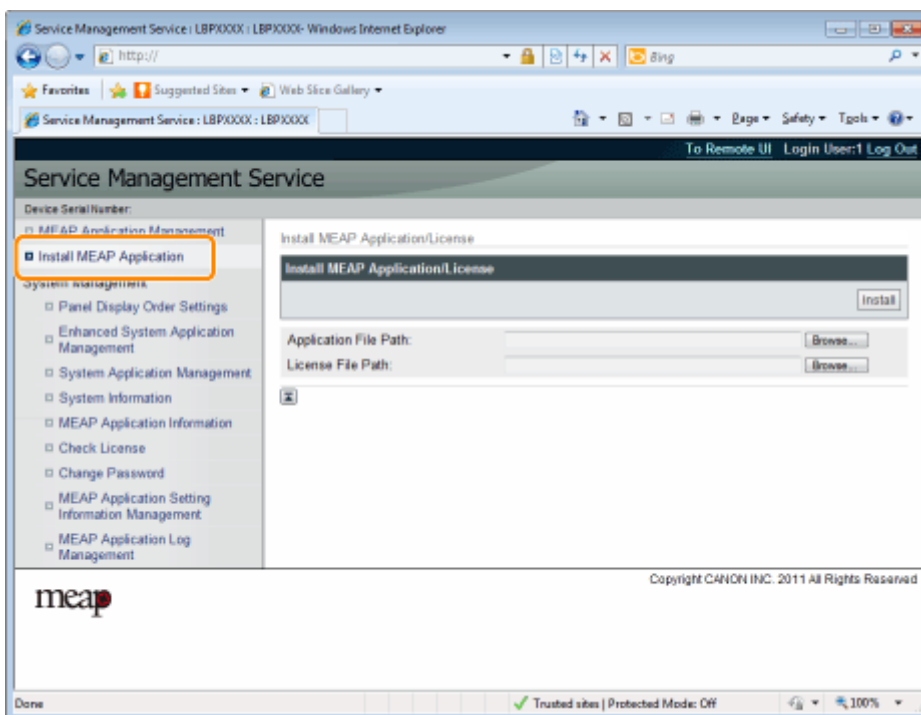 Service Management Service : LBPXXXX : LBPXXXX- Windows Internet Explorer
http://
Bing
Favorites
Suggested Sites
Web Slice Gallery
Service Management Service : LBPXXXX : LBPXXXX
Page
Safety
Tools
To Remote UI Login User:1 Log Out
Service Management Service
Device Serial Number:
MEAP Application Management
Install MEAP Application
System Management
Panel Display Order Settings
Enhanced System Application
Management
System Application Management
System Information
MEAP Application Information
Check License
Change Password
MEAP Application Setting
Information Management
MEAP Application Log
Management
Install MEAP Application/License
Install MEAP Application/License
Install
Application File Path:
Browse...
License File Path:
Browse...
Copyright CANON INC. 2011 All Rights Reserved
meap
Done
Trusted sites | Protected Mode: Off
100%